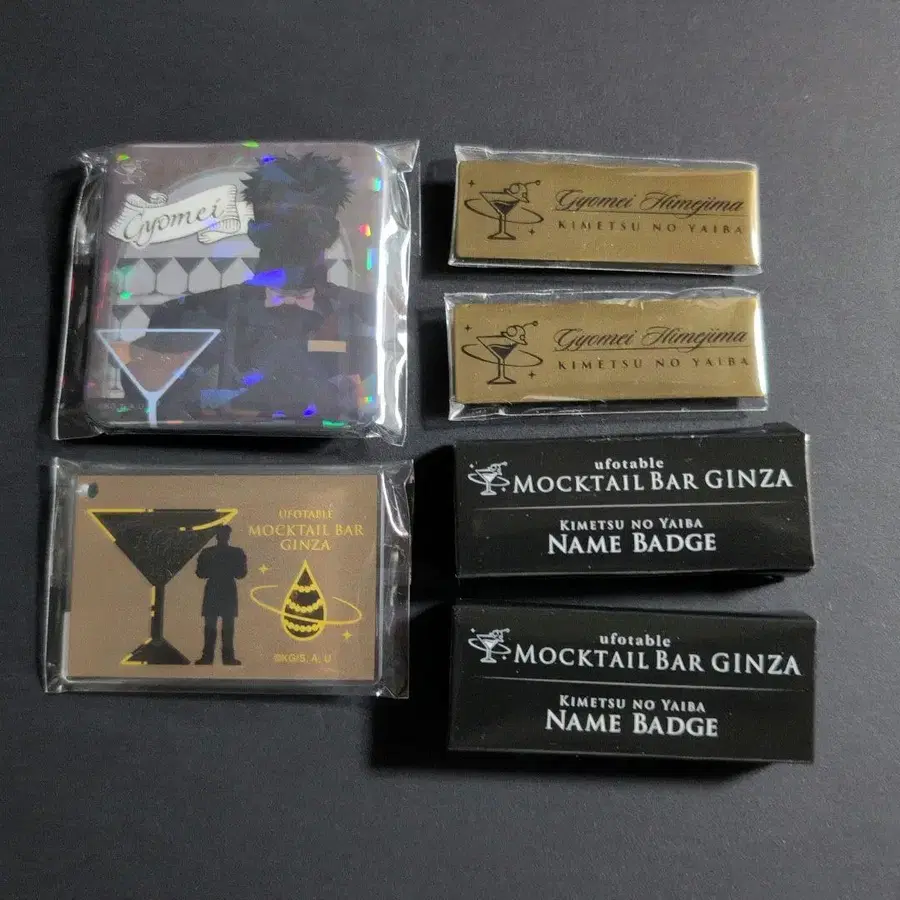 Gyomei
Gyomei Himejima
KIMETSU NO YAIBA
Gyomei Himejima
KIMETSU NO YAIBA
ufotable
MOCKTAIL BAR GINZA
KIMETSU NO YAIBA
NAME BADGE
UFOTABLE
MOCKTAIL BAR
GINZA
©KG/S, A, U
ufotable
MOCKTAIL BAR GINZA
KIMETSU NO YAIBA
NAME BADGE